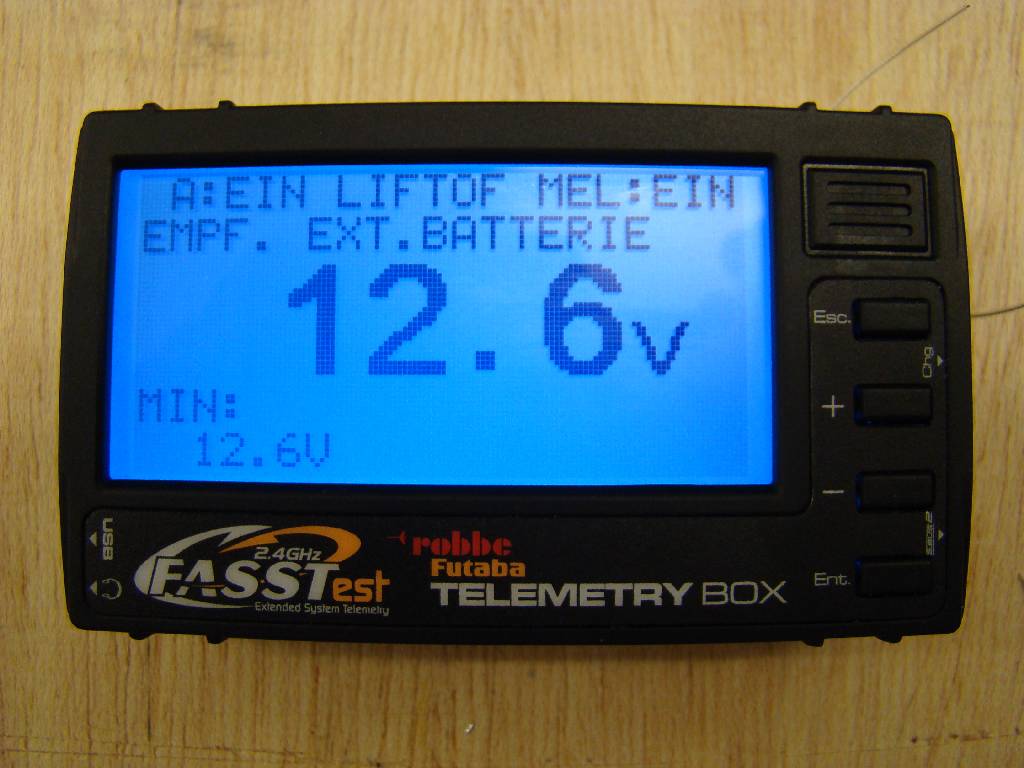 A:EIN LIFTOF MEL:EIN
EMPF. EXT.BATTERIE
12.6V
MIN:
12.6V
Esc.
Chg
+
-
Ent.
USB
2.4GHz
FASSTest
Extended System Telemetry
robbe
Futaba
TELEMETRY BOX